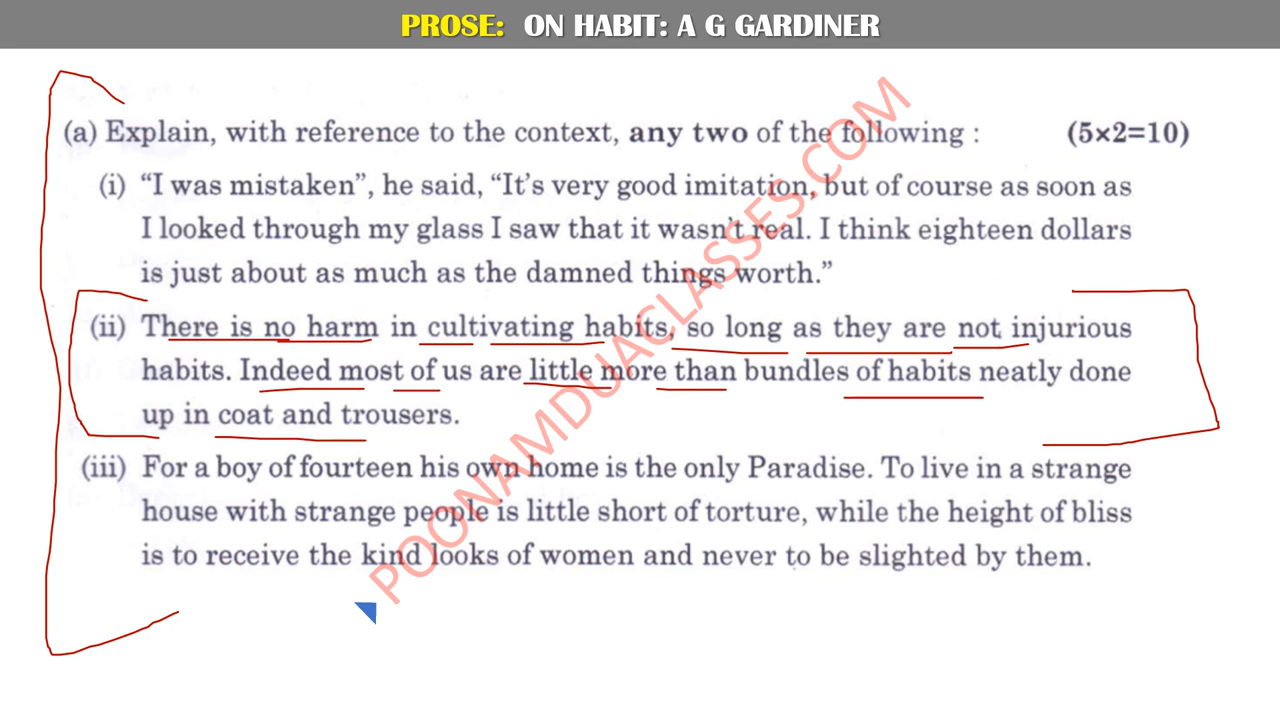 PROSE: ON HABIT: A G GARDINER
(a) Explain, with reference to the context, any two of the following : (5×2=10)
(i) “I was mistaken”, he said, “It’s very good imitation, but of course as soon as
I looked through my glass I saw that it wasn’t real. I think eighteen dollars
is just about as much as the damned things worth.”
(ii) There is no harm in cultivating habits, so long as they are not injurious
habits. Indeed most of us are little more than bundles of habits neatly done
up in coat and trousers.
(iii) For a boy of fourteen his own home is the only Paradise. To live in a strange
house with strange people is little short of torture, while the height of bliss
is to receive the kind looks of women and never to be slighted by them.
POONAMDUACLASSES.COM